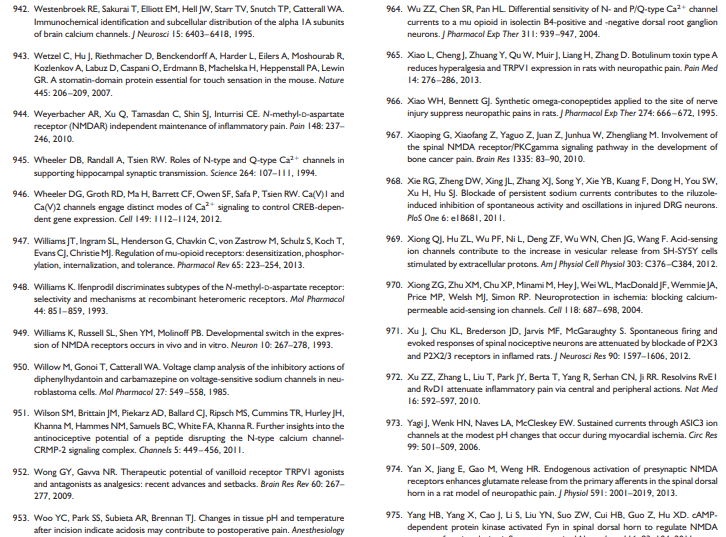 942. Westenbroek RE, Sakurai T, Elliott EM, Hell JW, Starr TV, Snutch TP, Catterall WA.
Immunochemical identification and subcellular distribution of the alpha 1A subunits
of brain calcium channels. J Neurosci 15: 6403–6418, 1995.
943. Wetzel C, Hu J, Riethmacher D, Benckendorff A, Harder L, Eilers A, Moshourab R,
Kozlenkov A, Labuz D, Caspani O, Erdmann B, Machelska H, Heppenstall PA, Lewin
GR. A stomatin-domain protein essential for touch sensation in the mouse. Nature
445: 206–209, 2007.
944. Weyerbacher AR, Xu Q, Tamasdan C, Shin SJ, Inturrisi CE. N-methyl-D-aspartate
receptor (NMDAR) independent maintenance of inflammatory pain. Pain 148: 237–
246, 2010.
945. Wheeler DB, Randall A, Tsien RW. Roles of N-type and Q-type Ca2+ channels in
supporting hippocampal synaptic transmission. Science 264: 107–111, 1994.
946. Wheeler DG, Groth RD, Ma H, Barrett CF, Owen SF, Safa P, Tsien RW. Ca(V)1 and
Ca(V)2 channels engage distinct modes of Ca2+ signaling to control CREB-depen-
dent gene expression. Cell 149: 1112–1124, 2012.
947. Williams JT, Ingram SL, Henderson G, Chavkin C, von Zastrow M, Schulz S, Koch T,
Evans CJ, Christie MJ. Regulation of mu-opioid receptors: desensitization, phosphor-
ylation, internalization, and tolerance. Pharmacol Rev 65: 223–254, 2013.
948. Williams K. Ifenprodil discriminates subtypes of the N-methyl-D-aspartate receptor:
selectivity and mechanisms at recombinant heteromeric receptors. Mol Pharmacol
44: 851–859, 1993.
949. Williams K, Russell SL, Shen YM, Molinoff PB. Developmental switch in the expres-
sion of NMDA receptors occurs in vivo and in vitro. Neuron 10: 267–278, 1993.
950. Willow M, Gonoi T, Catterall WA. Voltage clamp analysis of the inhibitory actions of
diphenylhydantoin and carbamazepine on voltage-sensitive sodium channels in neu-
roblastoma cells. Mol Pharmacol 27: 549–558, 1985.
951. Wilson SM, Brittain JM, Piekarz AD, Ballard CJ, Ripsch MS, Cummins TR, Hurley JH,
Khanna M, Hammes NM, Samuels BC, White FA, Khanna R. Further insights into the
antinociceptive potential of a peptide disrupting the N-type calcium channel-
CRMP-2 signaling complex. Channels 5: 449–456, 2011.
952. Wong GY, Gavva NR. Therapeutic potential of vanilloid receptor TRPV1 agonists
and antagonists as analgesics: recent advances and setbacks. Brain Res Rev 60: 267–
277, 2009.
953. Woo YC, Park SS, Subieta AR, Brennan TJ. Changes in tissue pH and temperature
after incision indicate acidosis may contribute to postoperative pain. Anesthesiology
964. Wu ZZ, Chen SR, Pan HL. Differential sensitivity of N- and P/Q-type Ca2+ channel
currents to a mu opioid in isolectin B4-positive and -negative dorsal root ganglion
neurons. J Pharmacol Exp Ther 311: 939–947, 2004.
965. Xiao L, Cheng J, Zhuang Y, Qu W, Muir J, Liang H, Zhang D. Botulinum toxin type A
reduces hyperalgesia and TRPV1 expression in rats with neuropathic pain. Pain Med
14: 276–286, 2013.
966. Xiao WH, Bennett GJ. Synthetic omega-conopeptides applied to the site of nerve
injury suppress neuropathic pains in rats. J Pharmacol Exp Ther 274: 666–672, 1995.
967. Xiaoping G, Xiaofang Z, Yaguo Z, Juan Z, Junhua W, Zhengliang M. Involvement of
the spinal NMDA receptor/PKCgamma signaling pathway in the development of
bone cancer pain. Brain Res 1335: 83–90, 2010.
968. Xie RG, Zheng DW, Xing JL, Zhang XJ, Song Y, Xie YB, Kuang F, Dong H, You SW,
Xu H, Hu SJ. Blockade of persistent sodium currents contributes to the riluzole-
induced inhibition of spontaneous activity and oscillations in injured DRG neurons.
PloS One 6: e18681, 2011.
969. Xiong QJ, Hu ZL, Wu PF, Ni L, Deng ZF, Wu WN, Chen JG, Wang F. Acid-sensing
ion channels contribute to the increase in vesicular release from SH-SY5Y cells
stimulated by extracellular protons. Am J Physiol Cell Physiol 303: C376–C384, 2012.
970. Xiong ZG, Zhu XM, Chu XP, Minami M, Hey J, Wei WL, MacDonald JF, Wemmie JA,
Price MP, Welsh MJ, Simon RP. Neuroprotection in ischemia: blocking calcium-
permeable acid-sensing ion channels. Cell 118: 687–698, 2004.
971. Xu J, Chu KL, Brederson JD, Jarvis MF, McGaraughty S. Spontaneous firing and
evoked responses of spinal nociceptive neurons are attenuated by blockade of P2X3
and P2X2/3 receptors in inflamed rats. J Neurosci Res 90: 1597–1606, 2012.
972. Xu ZZ, Zhang L, Liu T, Park JY, Berta T, Yang R, Serhan CN, Ji RR. Resolvins RvE1
and RvD1 attenuate inflammatory pain via central and peripheral actions. Nat Med
16: 592–597, 2010.
973. Yagi J, Wenk HN, Naves LA, McCleskey EW. Sustained currents through ASIC3 ion
channels at the modest pH changes that occur during myocardial ischemia. Circ Res
99: 501–509, 2006.
974. Yan X, Jiang E, Gao M, Weng HR. Endogenous activation of presynaptic NMDA
receptors enhances glutamate release from the primary afferents in the spinal dorsal
horn in a rat model of neuropathic pain. J Physiol 591: 2001–2019, 2013.
975. Yang HB, Yang X, Cao J, Li S, Liu YN, Suo ZW, Cui HB, Guo Z, Hu XD. cAMP-
dependent protein kinase activated Fyn in spinal dorsal horn to regulate NMDA